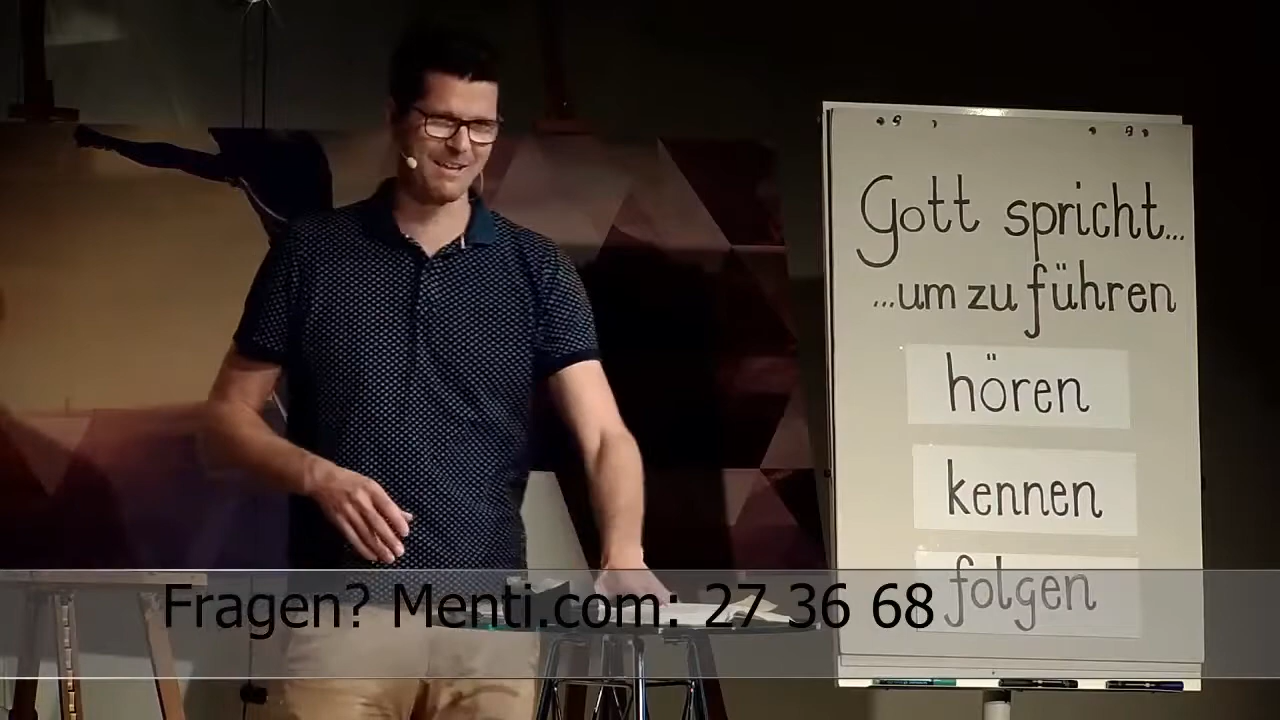 Gott spricht...
...um zu führen
hören
kennen
folgen
Fragen? Menti.com: 27 36 68